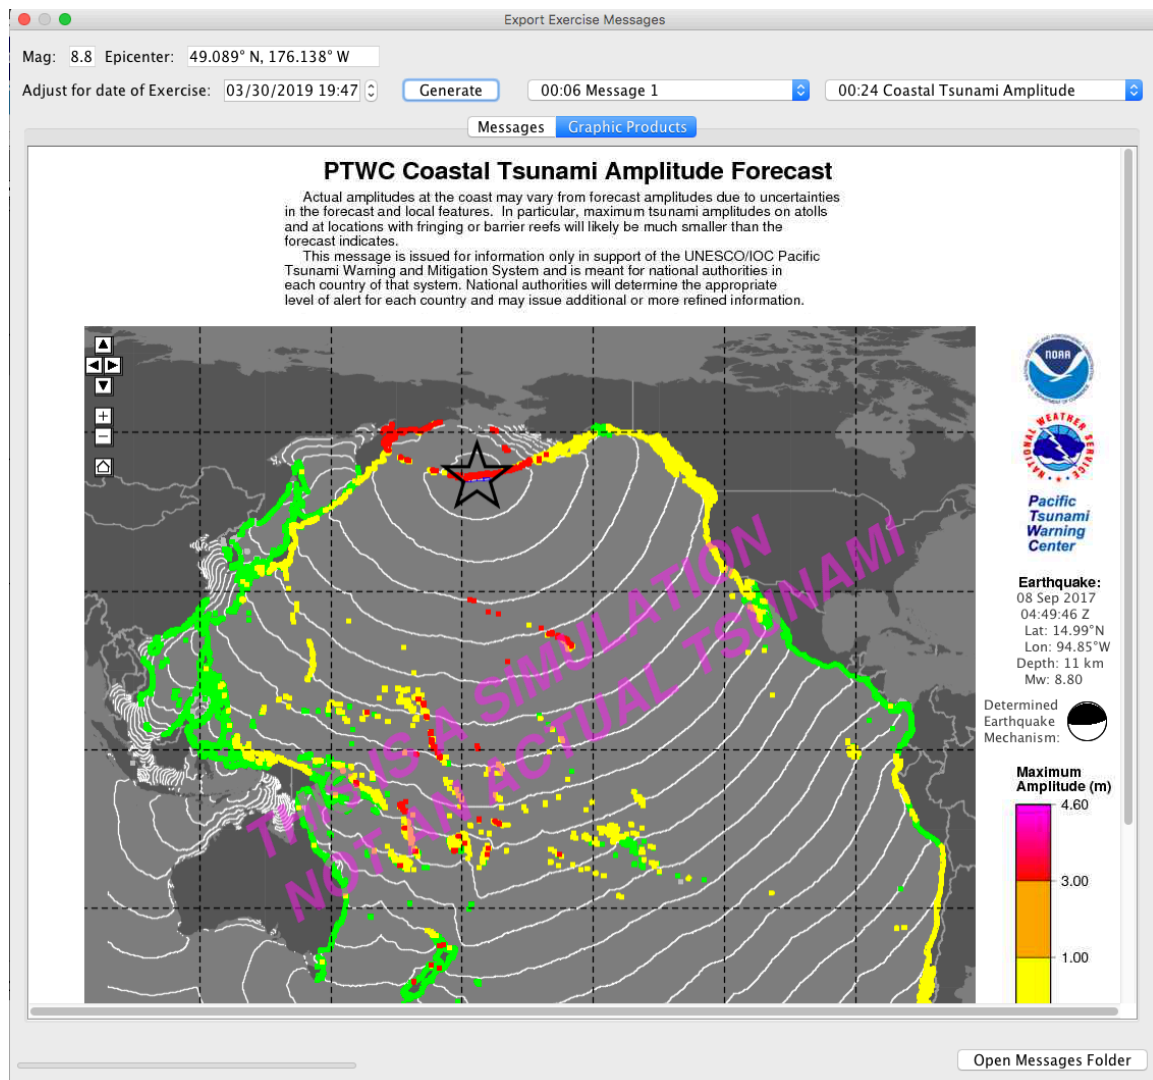 Export Exercise Messages
Mag: 8.8 Epicenter: 49.089° N, 176.138° W
Adjust for date of Exercise: 03/30/2019 19:47 Generate 00:06 Message 1 00:24 Coastal Tsunami Amplitude
Messages Graphic Products
PTWC Coastal Tsunami Amplitude Forecast
Actual amplitudes at the coast may vary from forecast amplitudes due to uncertainties
in the forecast and local features. In particular, maximum tsunami amplitudes on atolls
and at locations with fringing or barrier reefs will likely be much smaller than the
forecast indicates.
This message is issued for information only in support of the UNESCO/IOC Pacific
Tsunami Warning and Mitigation System and is meant for national authorities in
each country of that system. National authorities will determine the appropriate
level of alert for each country and may issue additional or more refined information.
THIS IS A SIMULATION
NOT AN ACTUAL TSUNAMI
NOAA
NATIONAL WEATHER SERVICE
Pacific
Tsunami
Warning
Center
Earthquake:
08 Sep 2017
04:49:46 Z
Lat: 14.99°N
Lon: 94.85°W
Depth: 11 km
Mw: 8.80
Determined
Earthquake
Mechanism:
Maximum
Amplitude (m)
4.60
3.00
1.00
Open Messages Folder